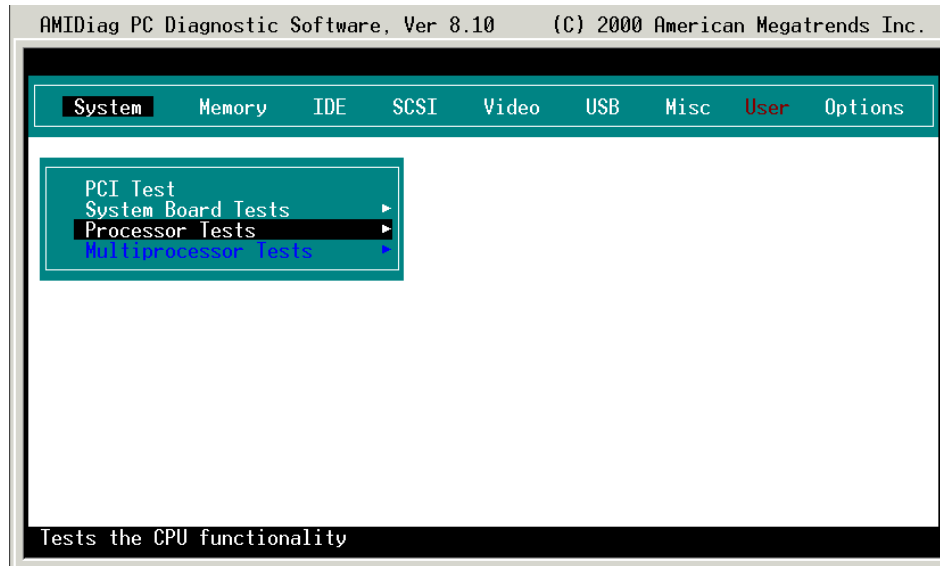 AMIDiag PC Diagnostic Software, Ver 8.10 (C) 2000 American Megatrends Inc.
System Memory IDE SCSI Video USB Misc User Options
PCI Test
System Board Tests
Processor Tests
Multiprocessor Tests
Tests the CPU functionality